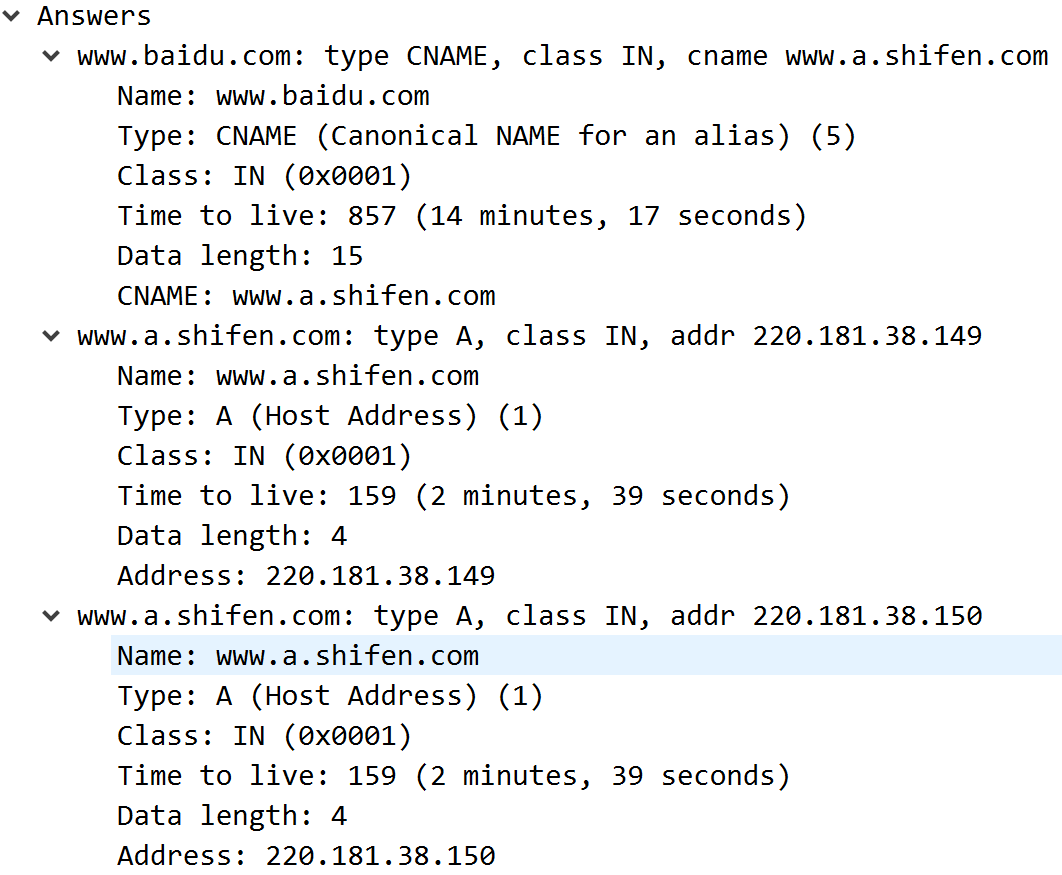 Answers
www.baidu.com: type CNAME, class IN, cname www.a.shifen.com
Name: www.baidu.com
Type: CNAME (Canonical NAME for an alias) (5)
Class: IN (0x0001)
Time to live: 857 (14 minutes, 17 seconds)
Data length: 15
CNAME: www.a.shifen.com
www.a.shifen.com: type A, class IN, addr 220.181.38.149
Name: www.a.shifen.com
Type: A (Host Address) (1)
Class: IN (0x0001)
Time to live: 159 (2 minutes, 39 seconds)
Data length: 4
Address: 220.181.38.149
www.a.shifen.com: type A, class IN, addr 220.181.38.150
Name: www.a.shifen.com
Type: A (Host Address) (1)
Class: IN (0x0001)
Time to live: 159 (2 minutes, 39 seconds)
Data length: 4
Address: 220.181.38.150